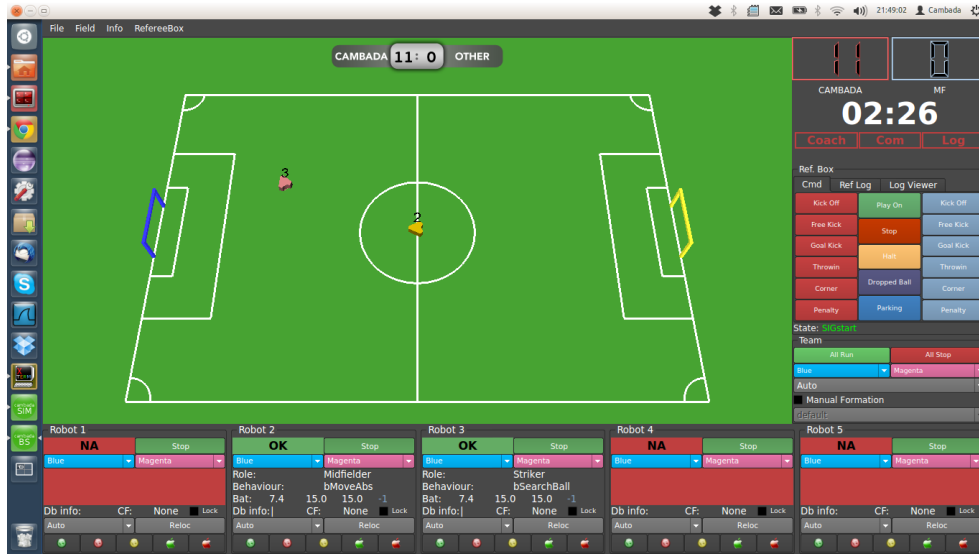 21:49:02 Cambada
File Field Info RefereeBox
CAMBADA 11: 0 OTHER
11 0
CAMBADA MF
02:26
Coach Com Log
Ref. Box
Cmd Ref Log Log Viewer
Kick Off Play On Kick Off
Free Kick Stop Free Kick
Goal Kick Halt Goal Kick
Throwin Dropped Ball Throwin
Corner Parking Corner
Penalty Penalty
State: SIGstart
Team
All Run All Stop
Blue Magenta
Auto
Manual Formation
default
3
2
SIM
BS
Robot 1 Robot 2 Robot 3 Robot 4 Robot 5
NA Stop OK Stop OK Stop NA Stop NA Stop
Blue Magenta Blue Magenta Blue Magenta Blue Magenta Blue Magenta
Role: Midfielder Role: Striker
Behaviour: bMoveAbs Behaviour: bSearchBall
Bat: 7.4 15.0 15.0 -1 Bat: 7.4 15.0 15.0 -1
Db info: CF: None Lock Db info:| CF: None Lock Db info:| CF: None Lock Db info: CF: None Lock Db info: CF: None Lock
Auto Reloc Auto Reloc Auto Reloc Auto Reloc Auto Reloc